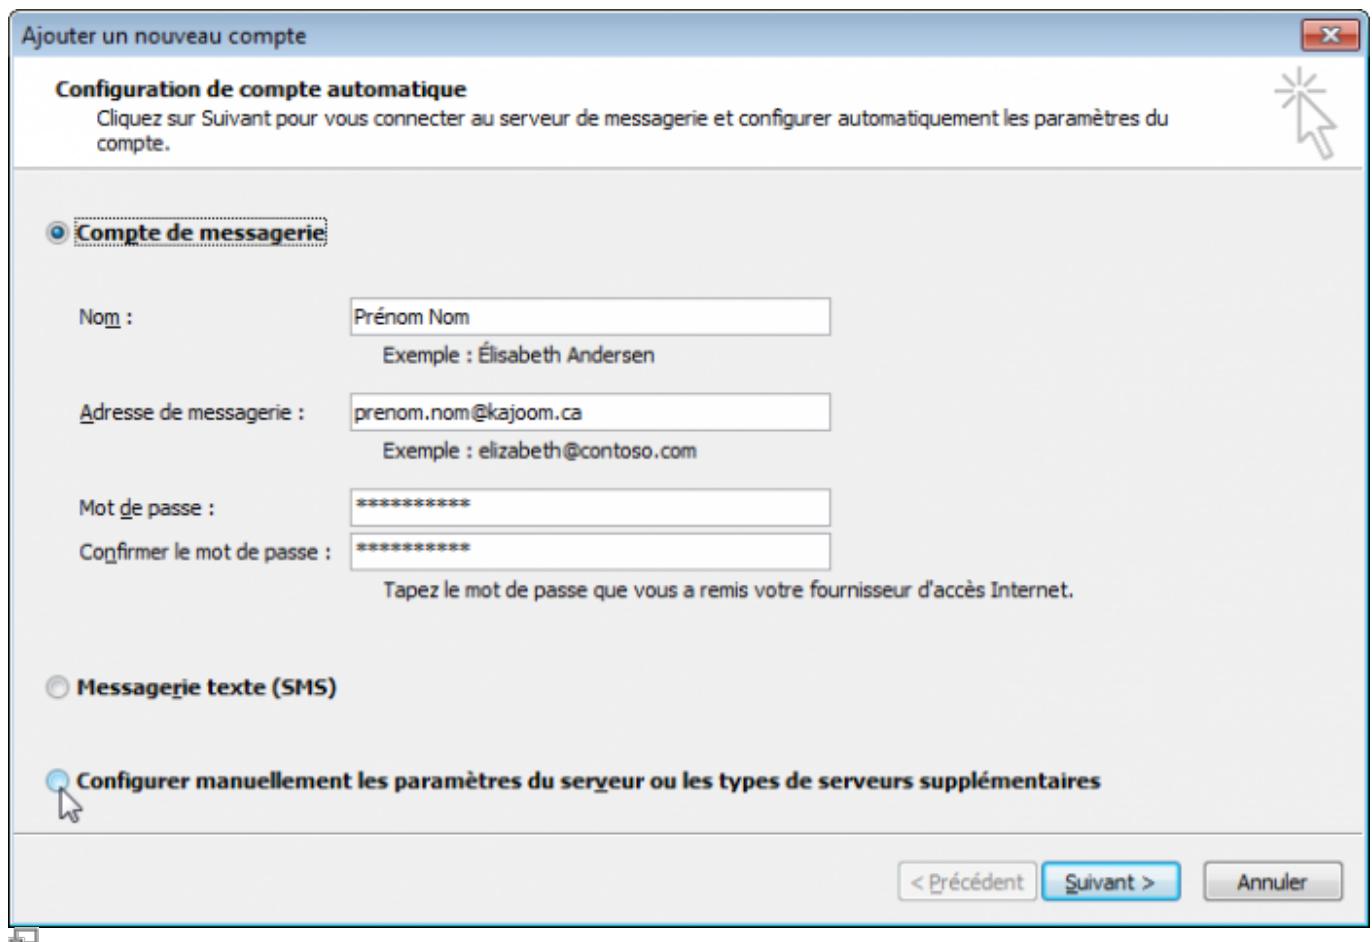 Ajouter un nouveau compte
Configuration de compte automatique
Cliquez sur Suivant pour vous connecter au serveur de messagerie et configurer automatiquement les paramètres du
compte.
Compte de messagerie
Nom : Prénom Nom
Exemple : Élisabeth Andersen
Adresse de messagerie : prenom.nom@kajoom.ca
Exemple : elizabeth@contoso.com
Mot de passe : **********
Confirmer le mot de passe : **********
Tapez le mot de passe que vous a remis votre fournisseur d'accès Internet.
Messagerie texte (SMS)
Configurer manuellement les paramètres du serveur ou les types de serveurs supplémentaires
< Précédent Suivant > Annuler